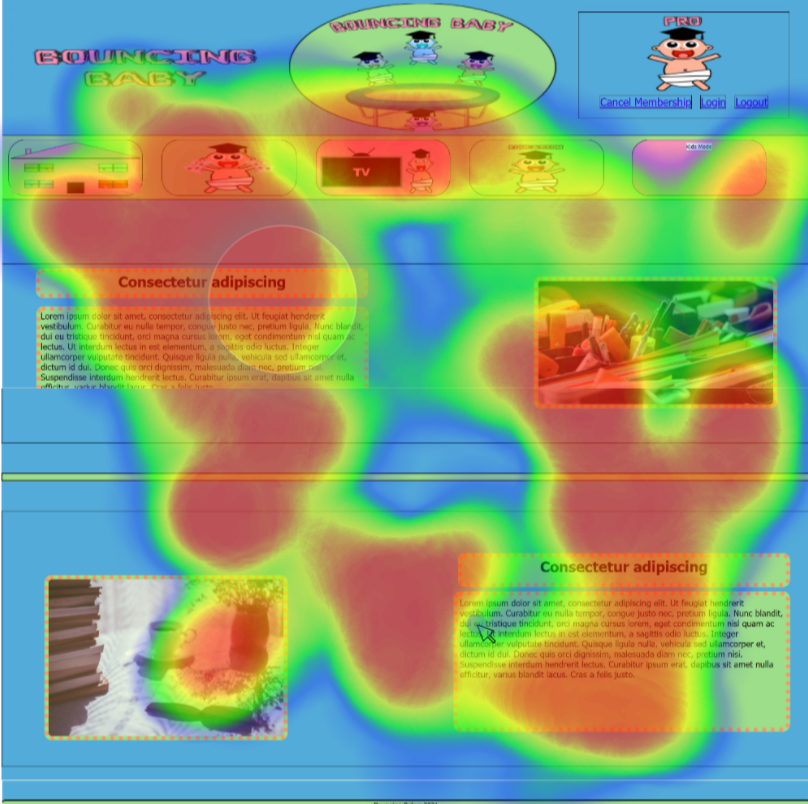 BOUNCING
BABY
BOUNCING BABY
PRO
Cancel Membership Login Logout
TV
Kids Mode
Consectetur adipiscing
Lorem ipsum dolor sit amet, consectetur adipiscing elit. Ut feugiat hendrerit
vestibulum. Curabitur eu nulla tempor, congue justo nec, pretium ligula. Nunc blandit,
dui eu tristique tincidunt, orci magna cursus lorem, eget condimentum nisl quam ac
lectus. Ut interdum lectus in est elementum, a sagittis odio luctus. Integer
ullamcorper vulputate tincidunt. Quisque ligula nulla, vehicula sed ullamcorper et,
dictum id dui. Donec quis orci dignissim, malesuada diam nec, pretium nisi.
Suspendisse interdum hendrerit lectus. Curabitur ipsum erat, dapibus sit amet nulla
efficitur, varius blandit lacus. Cras a felis justo.
Consectetur adipiscing
Lorem ipsum dolor sit amet, consectetur adipiscing elit. Ut feugiat hendrerit
vestibulum. Curabitur eu nulla tempor, congue justo nec, pretium ligula. Nunc blandit,
dui eu tristique tincidunt, orci magna cursus lorem, eget condimentum nisl quam ac
lectus. Ut interdum lectus in est elementum, a sagittis odio luctus. Integer
ullamcorper vulputate tincidunt. Quisque ligula nulla, vehicula sed ullamcorper et,
dictum id dui. Donec quis orci dignissim, malesuada diam nec, pretium nisi.
Suspendisse interdum hendrerit lectus. Curabitur ipsum erat, dapibus sit amet nulla
efficitur, varius blandit lacus. Cras a felis justo.